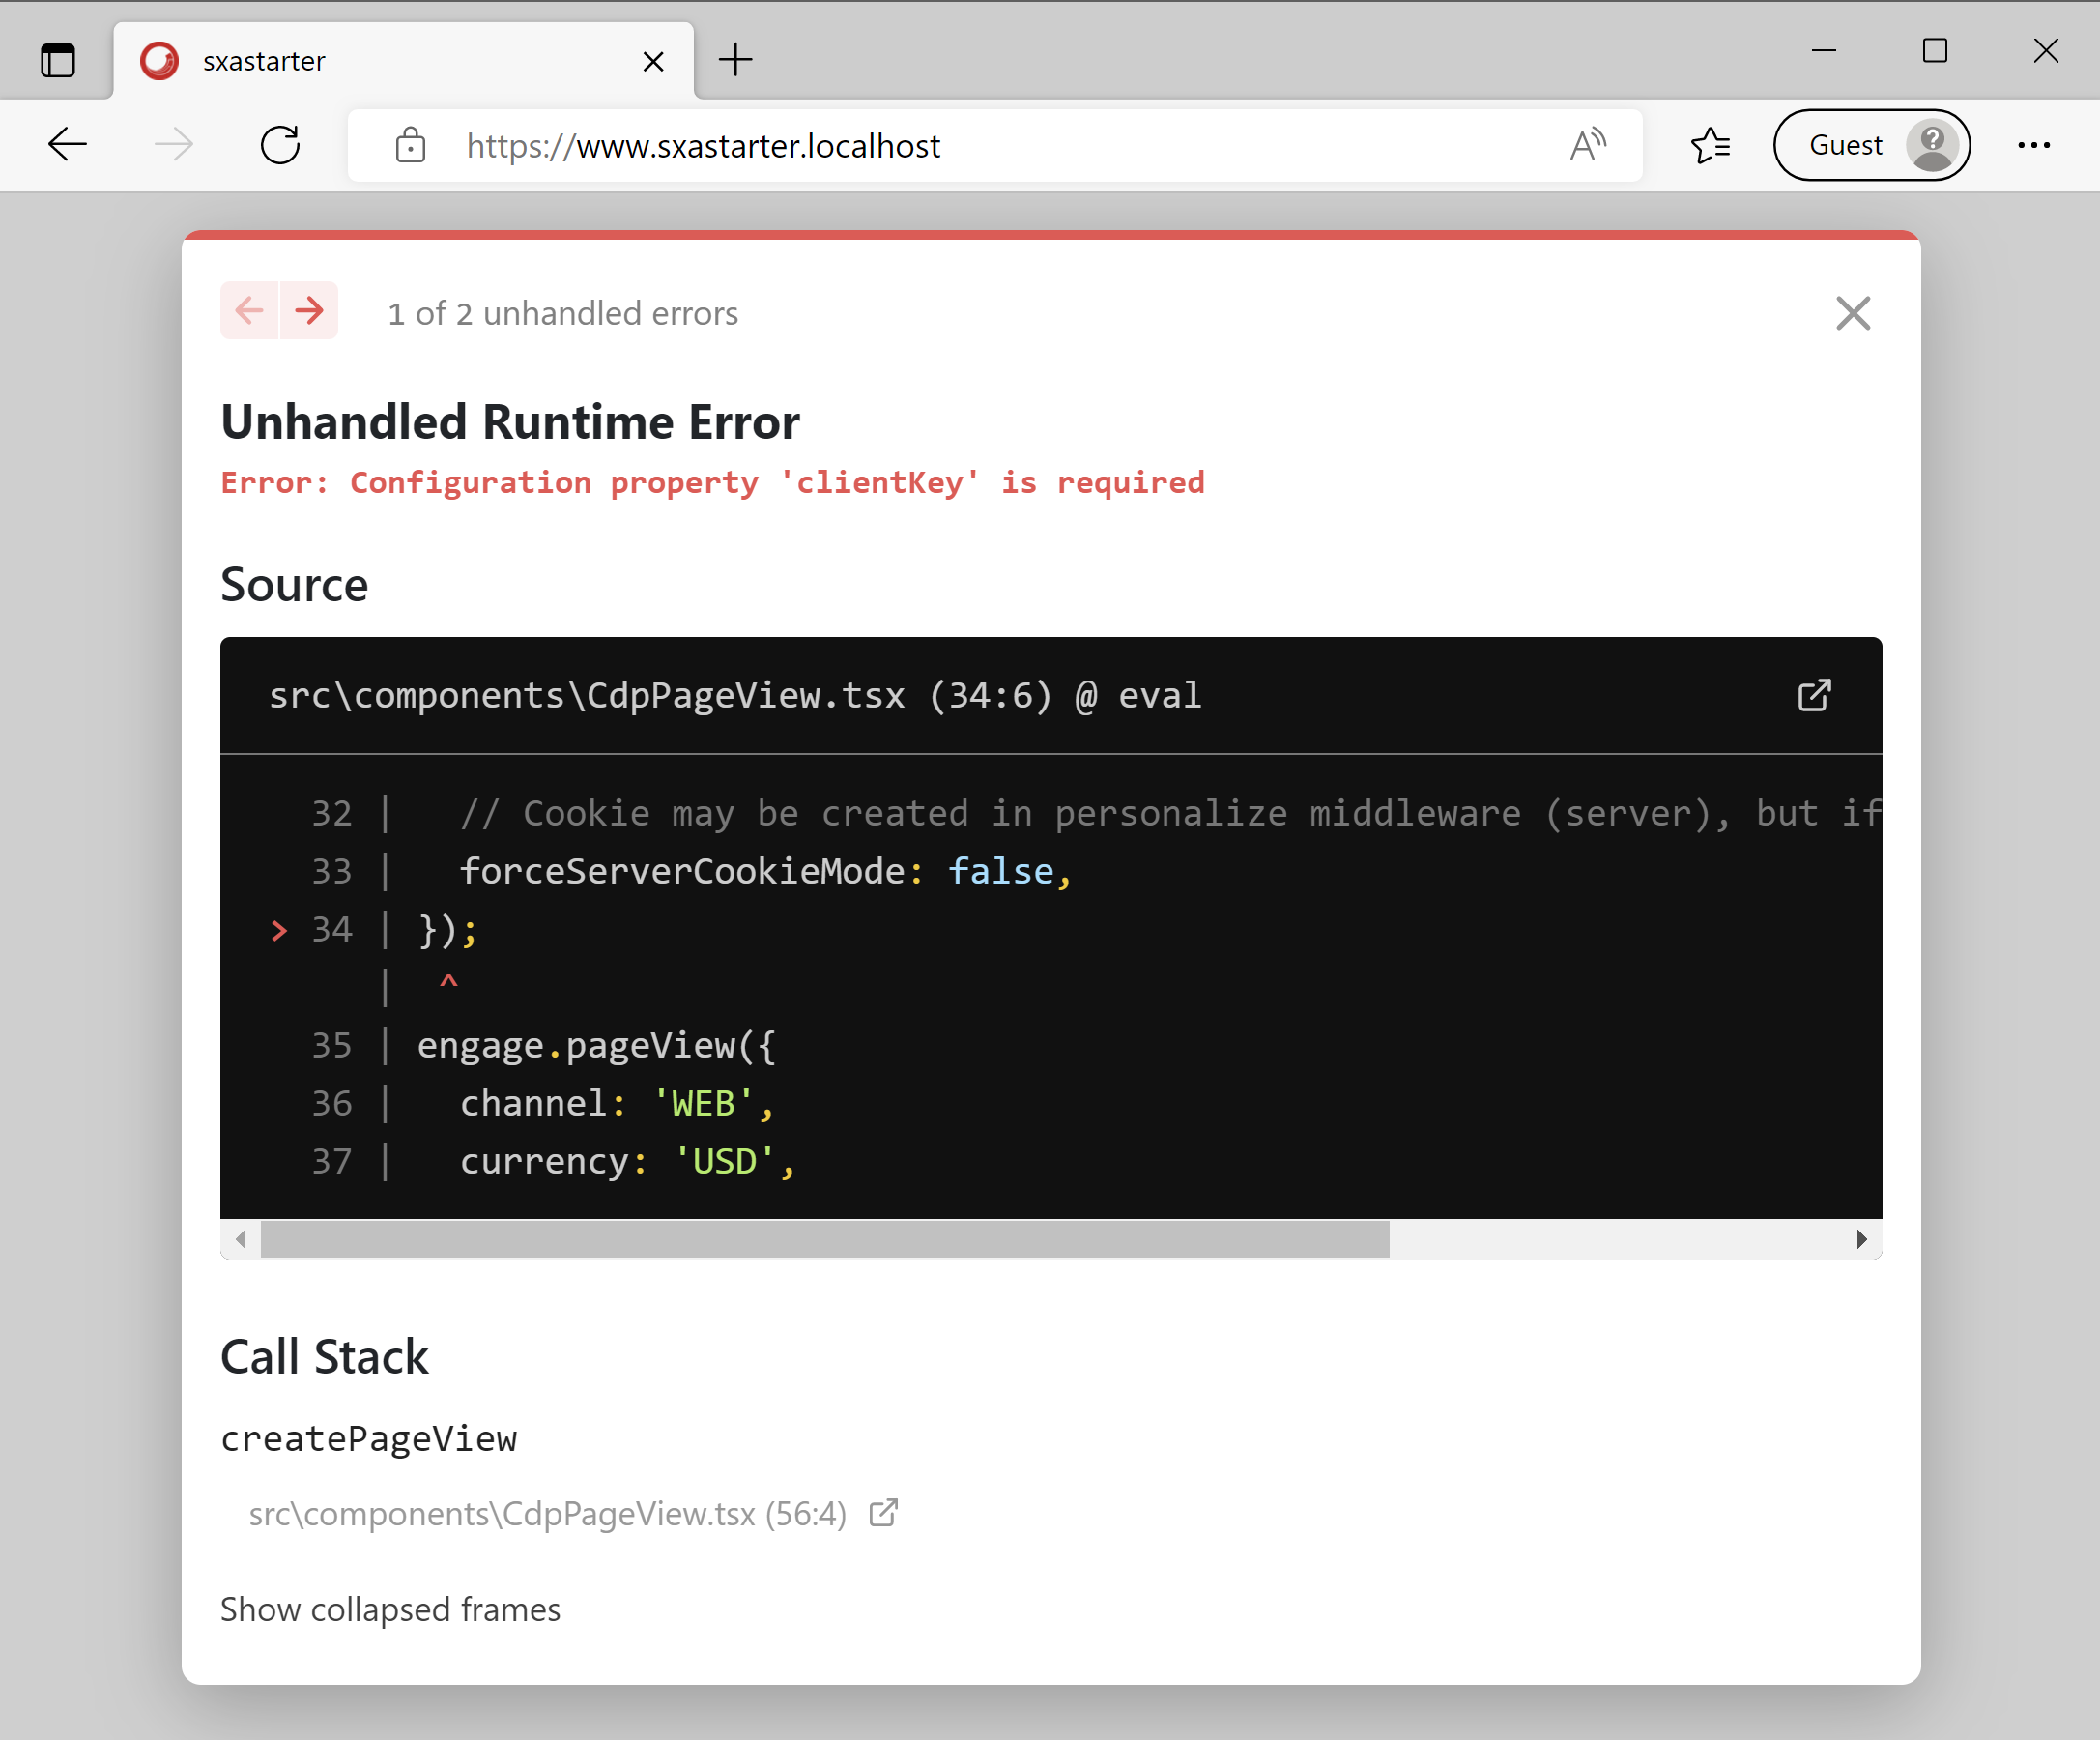 sxastarter
https://www.sxastarter.localhost
Guest
1 of 2 unhandled errors
Unhandled Runtime Error
Error: Configuration property 'clientKey' is required
Source
src\components\CdpPageView.tsx (34:6) @ eval
32 |   // Cookie may be created in personalize middleware (server), but if
33 |   forceServerCookieMode: false,
> 34 | });
|  ^
35 | engage.pageView({
36 |   channel: 'WEB',
37 |   currency: 'USD',
Call Stack
createPageView
src\components\CdpPageView.tsx (56:4)
Show collapsed frames